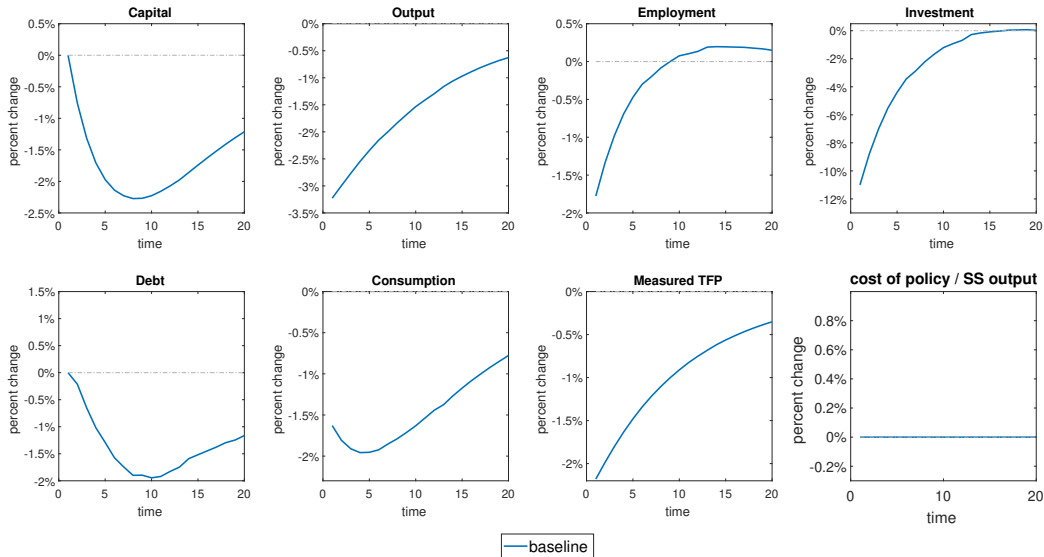 Capital
0.5%
0%
-0.5%
-1%
-1.5%
-2%
-2.5%
percent change
0 5 10 15 20
time
Output
0%
-0.5%
-1%
-1.5%
-2%
-2.5%
-3%
-3.5%
percent change
0 5 10 15 20
time
Employment
0.5%
0%
-0.5%
-1%
-1.5%
-2%
percent change
0 5 10 15 20
time
Investment
0%
-2%
-4%
-6%
-8%
-10%
-12%
percent change
0 5 10 15 20
time
Debt
1.5%
1%
0.5%
0%
-0.5%
-1%
-1.5%
-2%
percent change
0 5 10 15 20
time
Consumption
0%
-0.5%
-1%
-1.5%
-2%
percent change
0 5 10 15 20
time
Measured TFP
0%
-0.5%
-1%
-1.5%
-2%
percent change
0 5 10 15 20
time
cost of policy / SS output
0.8%
0.6%
0.4%
0.2%
0%
-0.2%
percent change
0 10 20
time
baseline